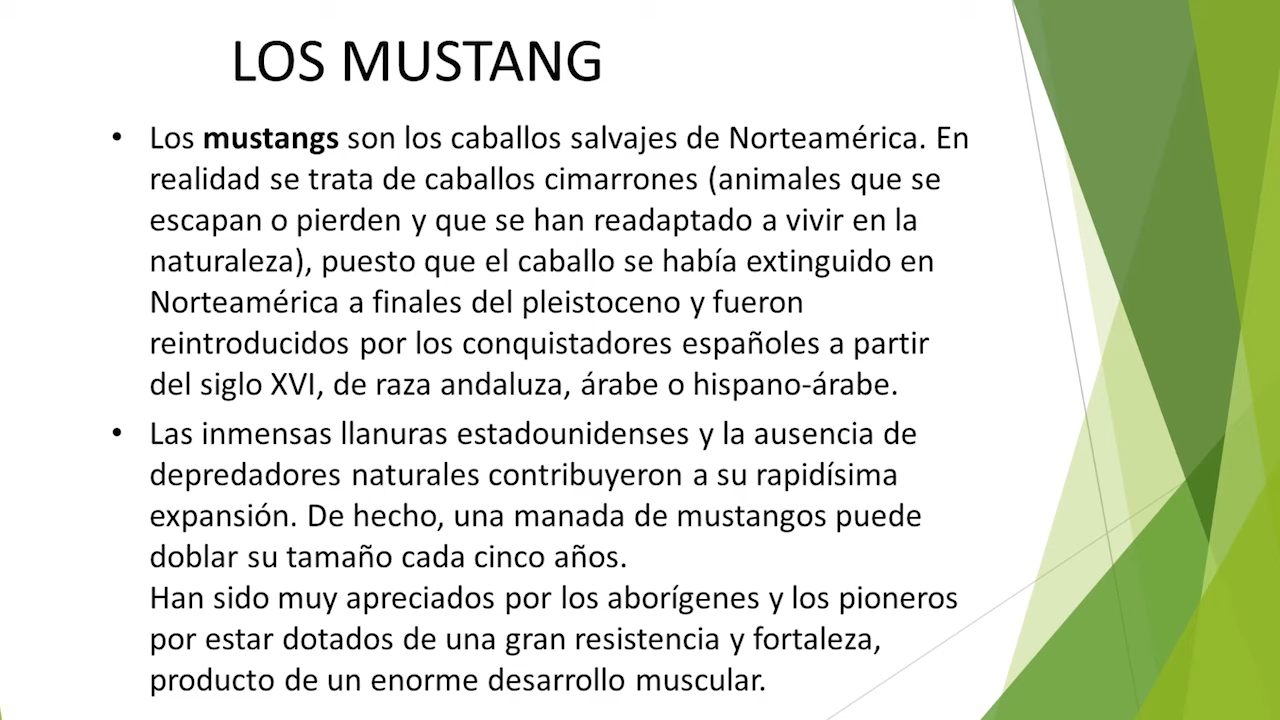 LOS MUSTANG
• Los mustangs son los caballos salvajes de Norteamérica. En
realidad se trata de caballos cimarrones (animales que se
escapan o pierden y que se han readaptado a vivir en la
naturaleza), puesto que el caballo se había extinguido en
Norteamérica a finales del pleistoceno y fueron
reintroducidos por los conquistadores españoles a partir
del siglo XVI, de raza andaluza, árabe o hispano-árabe.
• Las inmensas llanuras estadounidenses y la ausencia de
depredadores naturales contribuyeron a su rapidísima
expansión. De hecho, una manada de mustangos puede
doblar su tamaño cada cinco años.
Han sido muy apreciados por los aborígenes y los pioneros
por estar dotados de una gran resistencia y fortaleza,
producto de un enorme desarrollo muscular.